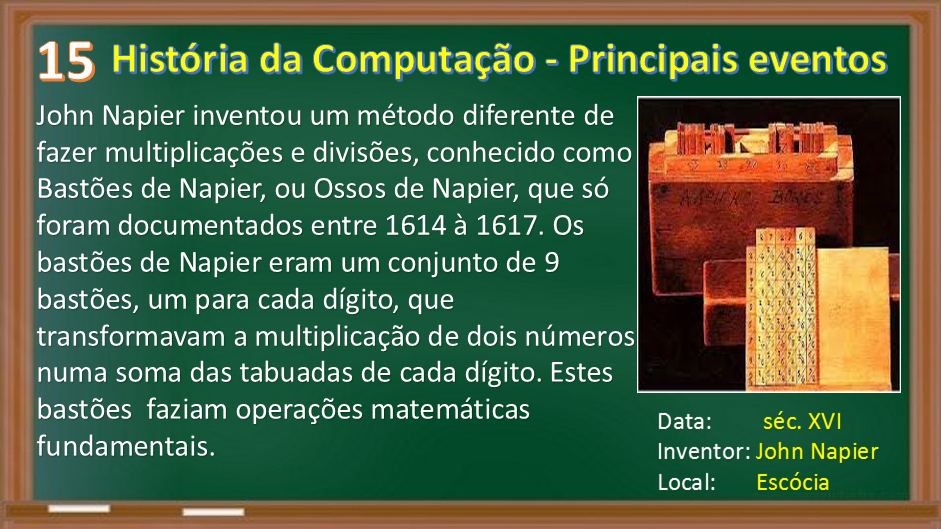 15 História da Computação - Principais eventos
John Napier inventou um método diferente de
fazer multiplicações e divisões, conhecido como
Bastões de Napier, ou Ossos de Napier, que só
foram documentados entre 1614 à 1617. Os
bastões de Napier eram um conjunto de 9
bastões, um para cada dígito, que
transformavam a multiplicação de dois números
numa soma das tabuadas de cada dígito. Estes
bastões faziam operações matemáticas
fundamentais.
Data: séc. XVI
Inventor: John Napier
Local: Escócia